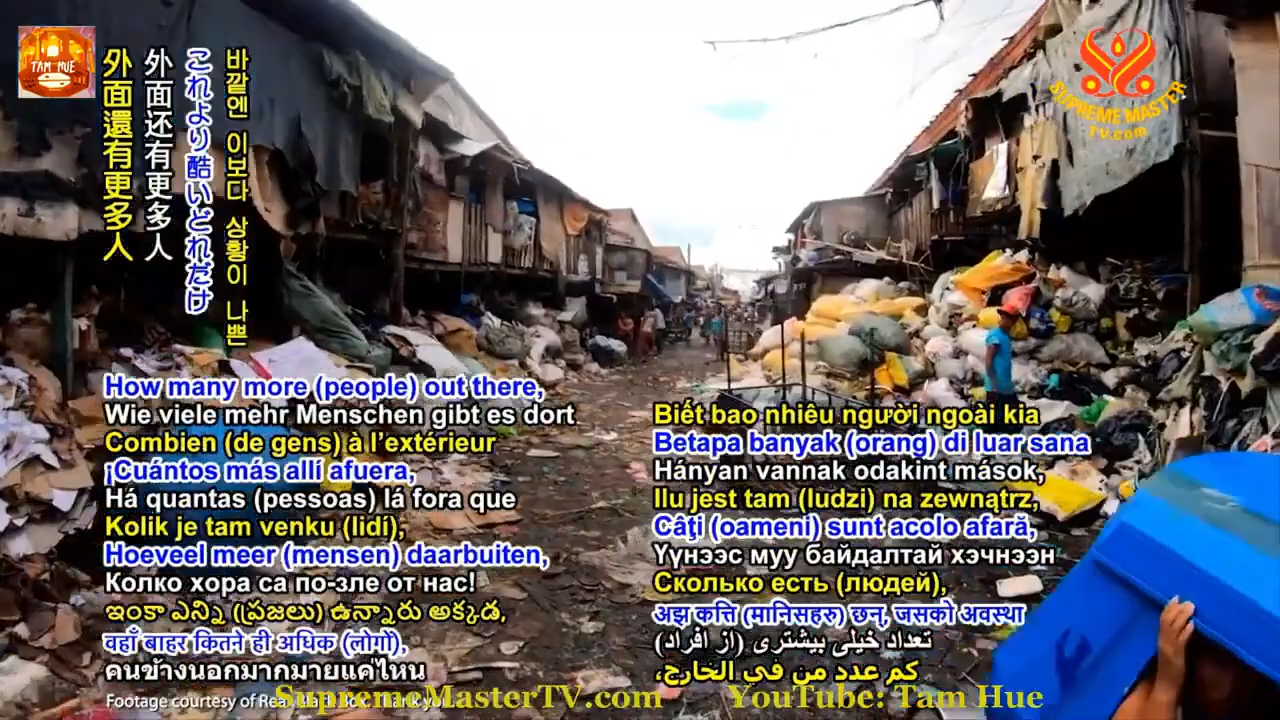 TAM HUE
SUPREME MASTER
TV.com
外面還有更多人
外面还有更多人
これより酷いどれだけ
바깥엔 이보다 상황이 나쁜
How many more (people) out there,
Wie viele mehr Menschen gibt es dort
Combien (de gens) à l’extérieur
¡Cuántos más allí afuera,
Há quantas (pessoas) lá fora que
Kolik je tam venku (lidí),
Hoeveel meer (mensen) daarbuiten,
Колко хора са по-зле от нас!
ఇంకా ఎన్ని (ప్రజలు) ఉన్నారు అక్కడ,
वहाँ बाहर कितने ही अधिक (लोगों),
คนข้างนอกมากมายแค่ไหน
Biết bao nhiêu người ngoài kia
Betapa banyak (orang) di luar sana
Hányan vannak odakint mások,
Ilu jest tam (ludzi) na zewnątrz,
Câţi (oameni) sunt acolo afară,
Үүнээс муу байдалтай хэчнээн
Сколько есть (людей),
अझ कत्ति (मानिसहरु) छन्, जसको अवस्था
تعداد خیلی بیشتری (از افراد)
كم عدد من في الخارج،
Footage courtesy of
SupremeMasterTV.com YouTube: Tam Hue